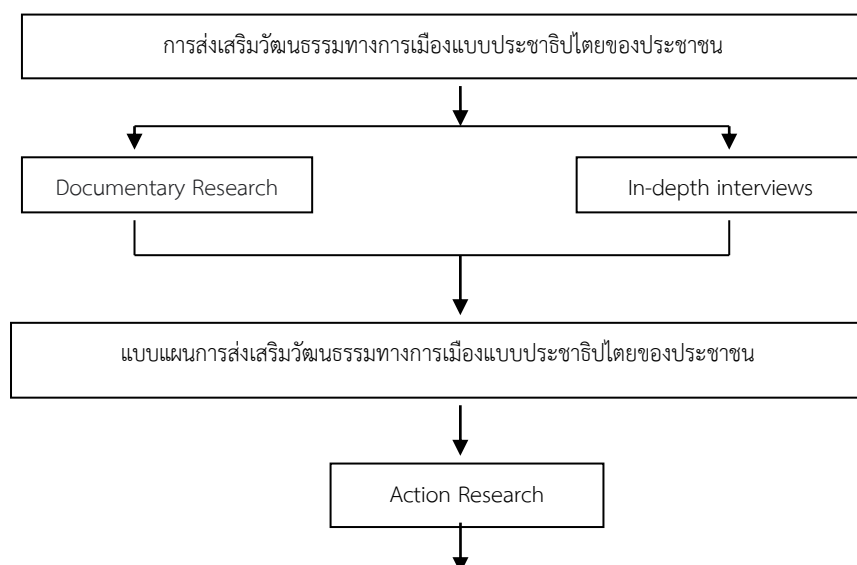 การส่งเสริมวัฒนธรรมทางการเมืองแบบประชาธิปไตยของประชาชน
Documentary Research
In-depth interviews
แบบแผนการส่งเสริมวัฒนธรรมทางการเมืองแบบประชาธิปไตยของประชาชน
Action Research